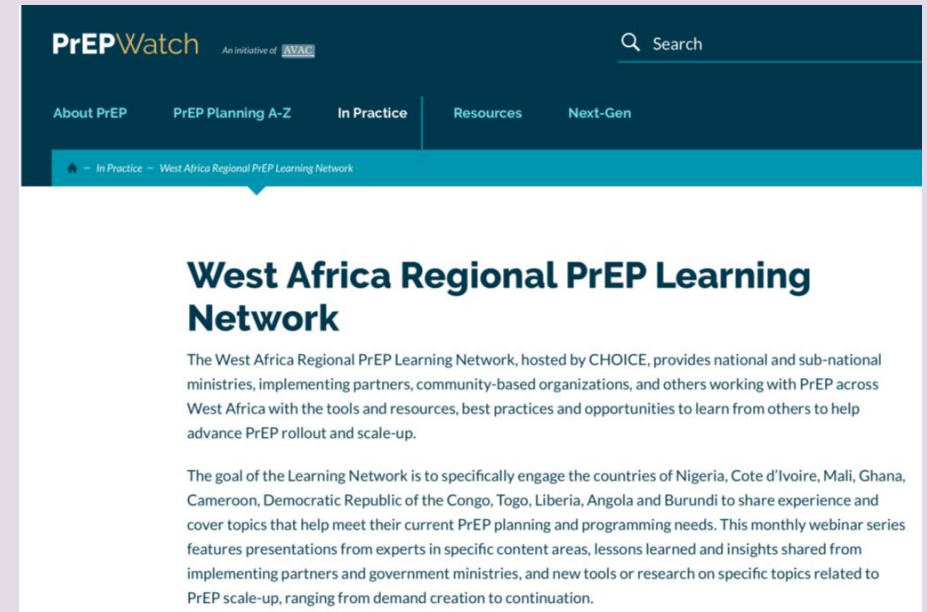 PrEPWatch An initiative of AVAC
Search
About PrEP PrEP Planning A-Z In Practice Resources Next-Gen
– In Practice – West Africa Regional PrEP Learning Network
West Africa Regional PrEP Learning
Network
The West Africa Regional PrEP Learning Network, hosted by CHOICE, provides national and sub-national
ministries, implementing partners, community-based organizations, and others working with PrEP across
West Africa with the tools and resources, best practices and opportunities to learn from others to help
advance PrEP rollout and scale-up.
The goal of the Learning Network is to specifically engage the countries of Nigeria, Cote d'Ivoire, Mali, Ghana,
Cameroon, Democratic Republic of the Congo, Togo, Liberia, Angola and Burundi to share experience and
cover topics that help meet their current PrEP planning and programming needs. This monthly webinar series
features presentations from experts in specific content areas, lessons learned and insights shared from
implementing partners and government ministries, and new tools or research on specific topics related to
PrEP scale-up, ranging from demand creation to continuation.